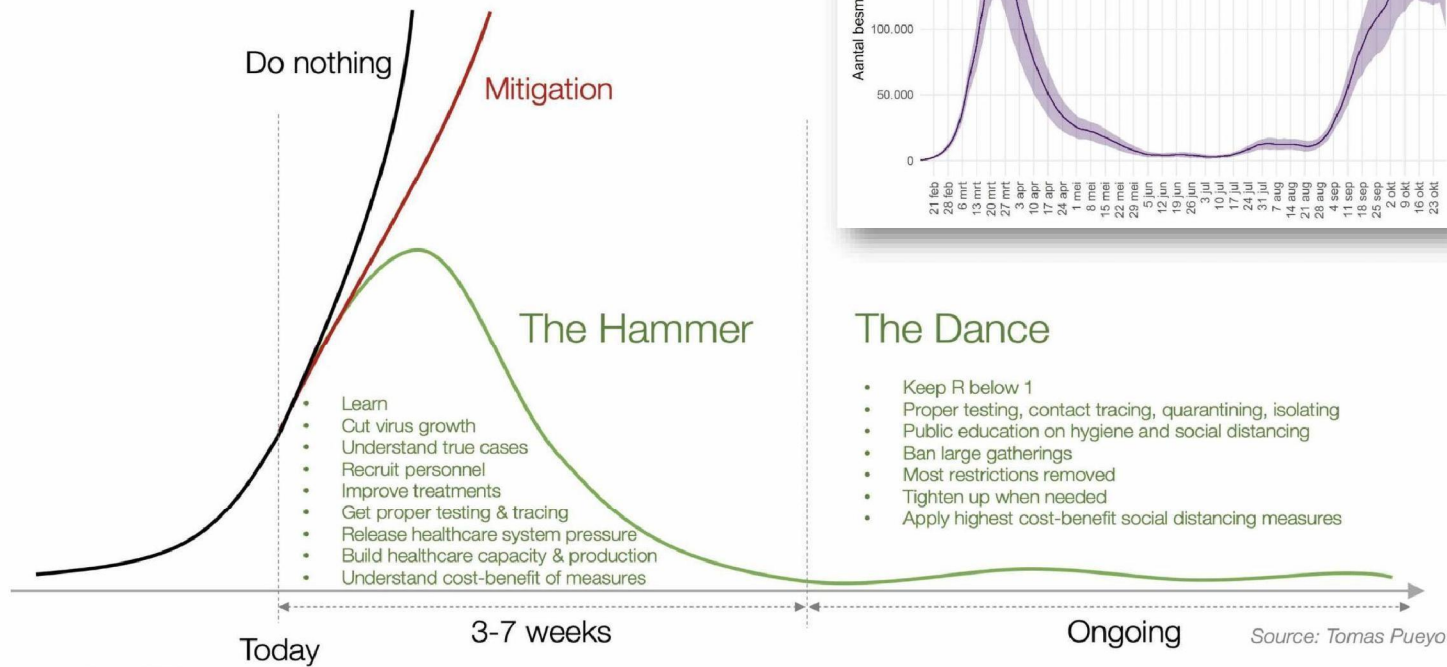 Do nothing
Mitigation
The Hammer
• Learn
• Cut virus growth
• Understand true cases
• Recruit personnel
• Improve treatments
• Get proper testing & tracing
• Release healthcare system pressure
• Build healthcare capacity & production
• Understand cost-benefit of measures
Today
3-7 weeks
Aantal besm
100.000
50.000
0
21 feb
28 feb
6 mrt
13 mrt
20 mrt
27 mrt
3 apr
10 apr
17 apr
24 apr
1 mei
8 mei
15 mei
22 mei
29 mei
5 jun
12 jun
19 jun
26 jun
3 jul
10 jul
17 jul
24 jul
31 jul
7 aug
14 aug
21 aug
28 aug
4 sep
11 sep
18 sep
25 sep
2 okt
9 okt
16 okt
23 okt
The Dance
• Keep R below 1
• Proper testing, contact tracing, quarantining, isolating
• Public education on hygiene and social distancing
• Ban large gatherings
• Most restrictions removed
• Tighten up when needed
• Apply highest cost-benefit social distancing measures
Ongoing
Source: Tomas Pueyo